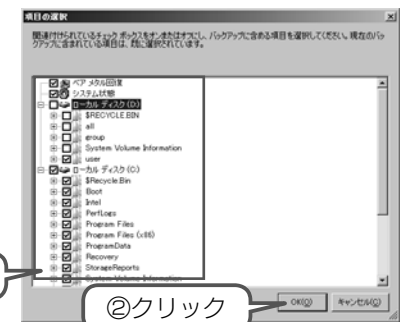 項目の選択
関連付けられているチェック ボックスをオンまたはオフにし、バックアップに含める項目を選択してください。現在のバックアップに含まれている項目は、既に選択されています。
ベア メタル回復
システム状態
ローカル ディスク (D:)
$RECYCLE.BIN
all
group
System Volume Information
user
ローカル ディスク (C:)
$Recycle.Bin
Boot
Intel
PerfLogs
Program Files
Program Files (x86)
ProgramData
Recovery
StorageReports
System Volume Information
②クリック
OK(O)
キャンセル(C)